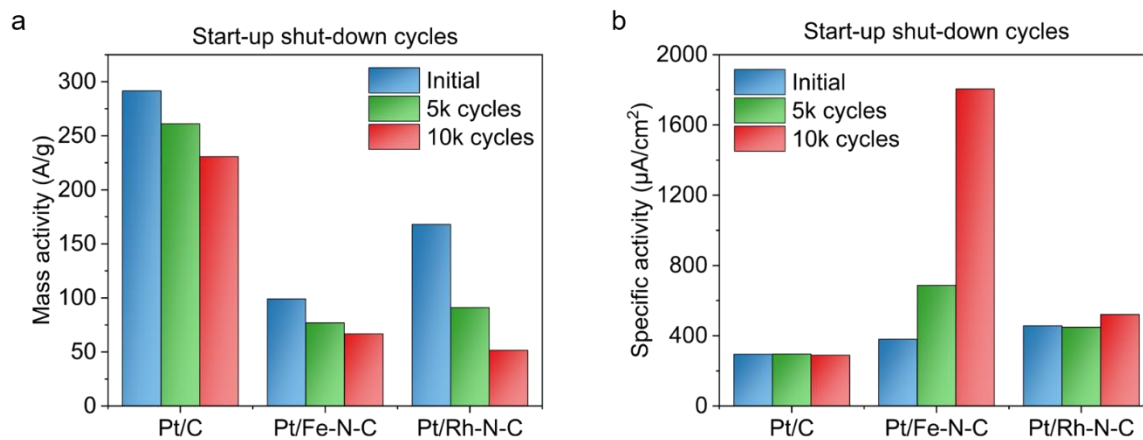 a
Start-up shut-down cycles
Mass activity (A/g)
300
250
200
150
100
50
0
Initial
5k cycles
10k cycles
Pt/C
Pt/Fe-N-C
Pt/Rh-N-C
b
Start-up shut-down cycles
Specific activity (µA/cm²)
2000
1600
1200
800
400
0
Initial
5k cycles
10k cycles
Pt/C
Pt/Fe-N-C
Pt/Rh-N-C